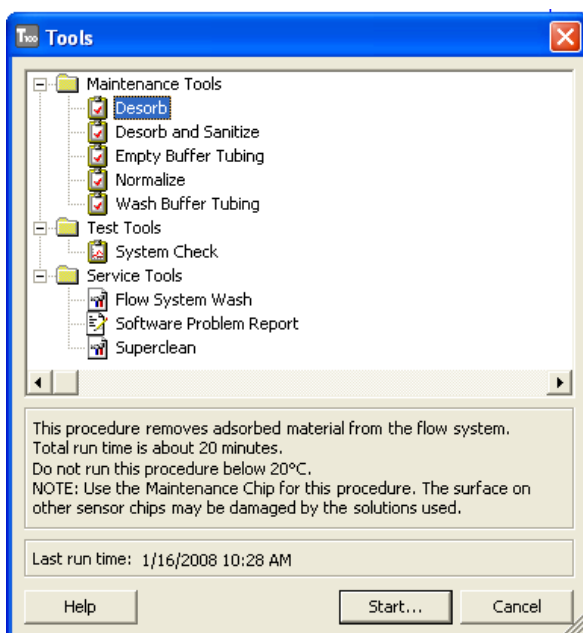 T100 Tools
Maintenance Tools
Desorb
Desorb and Sanitize
Empty Buffer Tubing
Normalize
Wash Buffer Tubing
Test Tools
System Check
Service Tools
Flow System Wash
Software Problem Report
Superclean
This procedure removes adsorbed material from the flow system.
Total run time is about 20 minutes.
Do not run this procedure below 20°C.
NOTE: Use the Maintenance Chip for this procedure. The surface on
other sensor chips may be damaged by the solutions used.
Last run time: 1/16/2008 10:28 AM
Help Start... Cancel